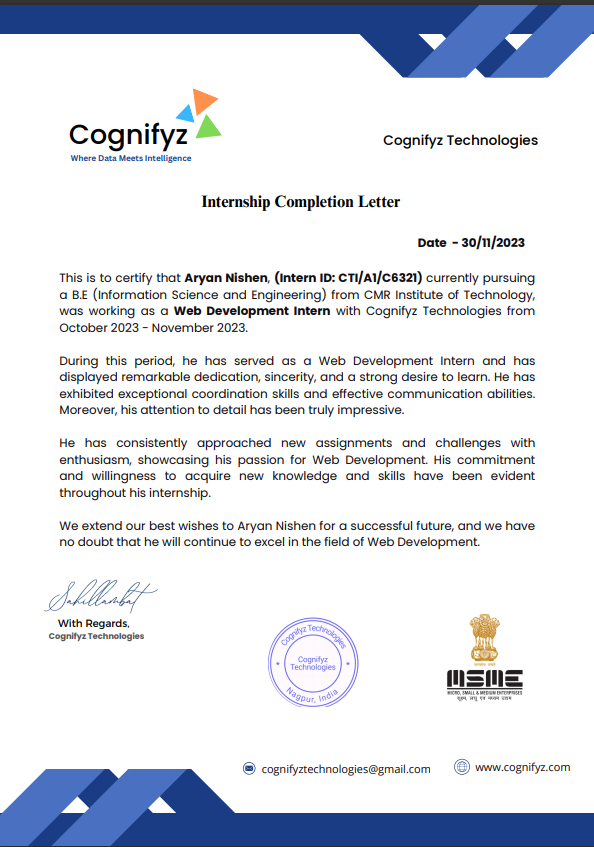 Cognifyz
Where Data Meets Intelligence
Cognifyz Technologies
Internship Completion Letter
Date - 30/11/2023
This is to certify that Aryan Nishen, (Intern ID: CTI/A1/C6321) currently pursuing
a B.E (Information Science and Engineering) from CMR Institute of Technology,
was working as a Web Development Intern with Cognifyz Technologies from
October 2023 - November 2023.
During this period, he has served as a Web Development Intern and has
displayed remarkable dedication, sincerity, and a strong desire to learn. He has
exhibited exceptional coordination skills and effective communication abilities.
Moreover, his attention to detail has been truly impressive.
He has consistently approached new assignments and challenges with
enthusiasm, showcasing his passion for Web Development. His commitment
and willingness to acquire new knowledge and skills have been evident
throughout his internship.
We extend our best wishes to Aryan Nishen for a successful future, and we have
no doubt that he will continue to excel in the field of Web Development.
With Regards,
Cognifyz Technologies
Cognifyz Technologies
Cognifyz
Technologies
Nagpur, India
MSME
MICRO, SMALL & MEDIUM ENTERPRISES
सूक्ष्म, लघु एवं मध्यम उद्यम
cognifyztechnologies@gmail.com
www.cognifyz.com